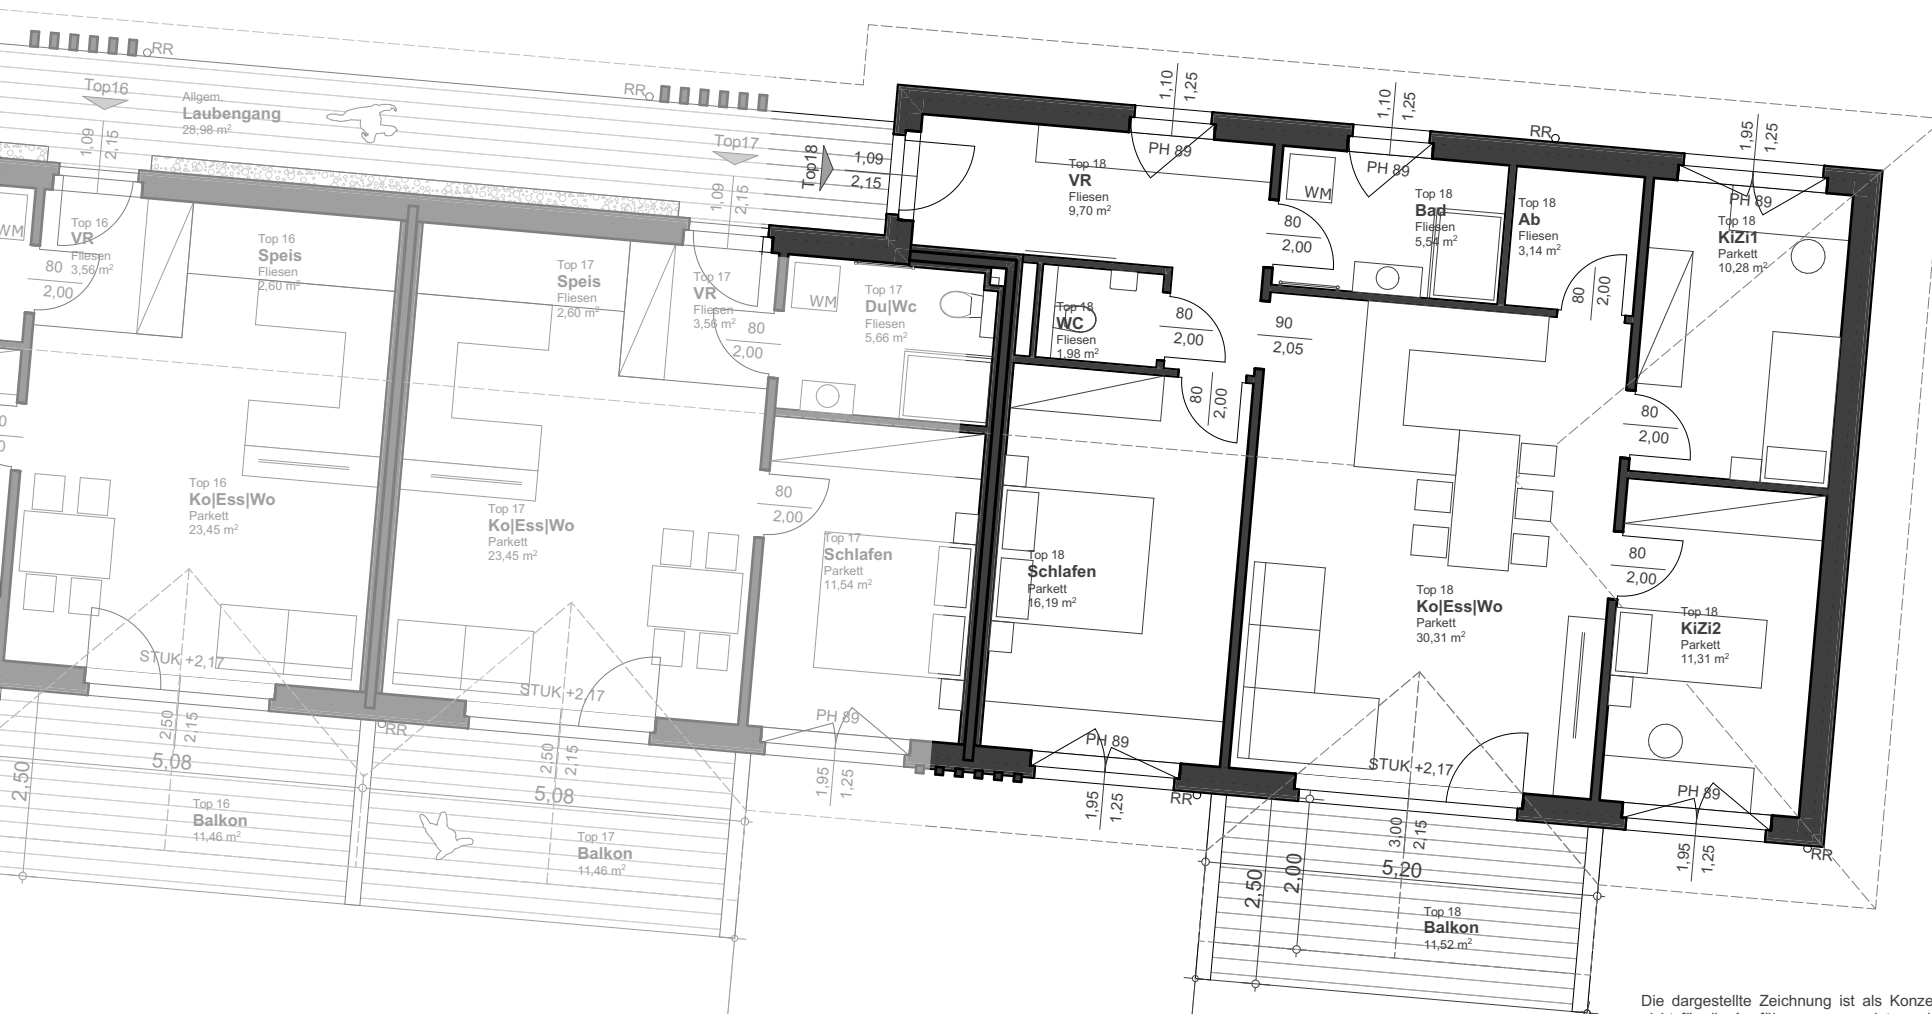 RR
Top16
Allgem.
Laubengang
28,98 m²
1,09
2,15
RR
Top17
1,09
2,15
Top18
1,09
2,15
1,10
1,25
PH 89
1,10
1,25
PH 89
RR
1,95
1,25
PH 89
WM
Top 16
VR
Fliesen
3,56 m²
80
2,00
Top 16
Speis
Fliesen
2,60 m²
Top 17
Speis
Fliesen
2,60 m²
Top 17
VR
Fliesen
3,56 m²
80
2,00
WM
Top 17
Du|Wc
Fliesen
5,66 m²
Top 18
VR
Fliesen
9,70 m²
80
2,00
WM
Top 18
Bad
Fliesen
5,54 m²
Top 18
Ab
Fliesen
3,14 m²
80
2,00
Top 18
KiZi1
Parkett
10,28 m²
Top 18
WC
Fliesen
1,98 m²
80
2,00
90
2,05
80
2,00
80
2,00
Top 16
Ko|Ess|Wo
Parkett
23,45 m²
Top 17
Ko|Ess|Wo
Parkett
23,45 m²
80
2,00
Top 17
Schlafen
Parkett
11,54 m²
Top 18
Schlafen
Parkett
16,19 m²
Top 18
Ko|Ess|Wo
Parkett
30,31 m²
80
2,00
Top 18
KiZi2
Parkett
11,31 m²
STUK +2,17
2,50
2,15
5,08
2,50
RR
Top 16
Balkon
11,46 m²
STUK +2,17
2,50
2,15
5,08
Top 17
Balkon
11,46 m²
PH 89
1,95
1,25
PH 89
1,95
1,25
RR
STUK +2,17
3,00
2,15
5,20
2,50
2,00
Top 18
Balkon
11,52 m²
PH 89
1,95
1,25
RR
Die dargestellte Zeichnung ist als Konze